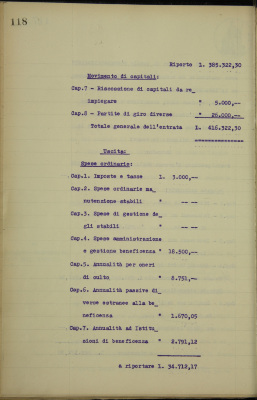 118
Riporto l. 385.322,30
Movimento di capitali:
Cap.7 - Riscossione di capitali da re_
impiegare " 5.000,--
Cap.8 - Partite di giro diverse " 26.000,--
Totale generale dell'entrata l. 416.322,30
Uscita:
Spese ordinarie:
Cap.1. Imposte e tasse l. 3.000,--
Cap.2. Spese ordinarie ma_
nutenzione stabili " -- --
Cap.3. Spese di gestione de_
gli stabili " -- --
Cap.4. Spese amministrazione
e gestione beneficenza " 18.500,--
Cap.5. Annualità per oneri
di culto " 8.751,--
Cap.6. Annualità passive di_
verse estranee alla be_
neficenza " 1.670,05
Cap.7. Annualità ad Istitu_
zioni di beneficenza " 2.791,12
a riportare l. 34.712,17